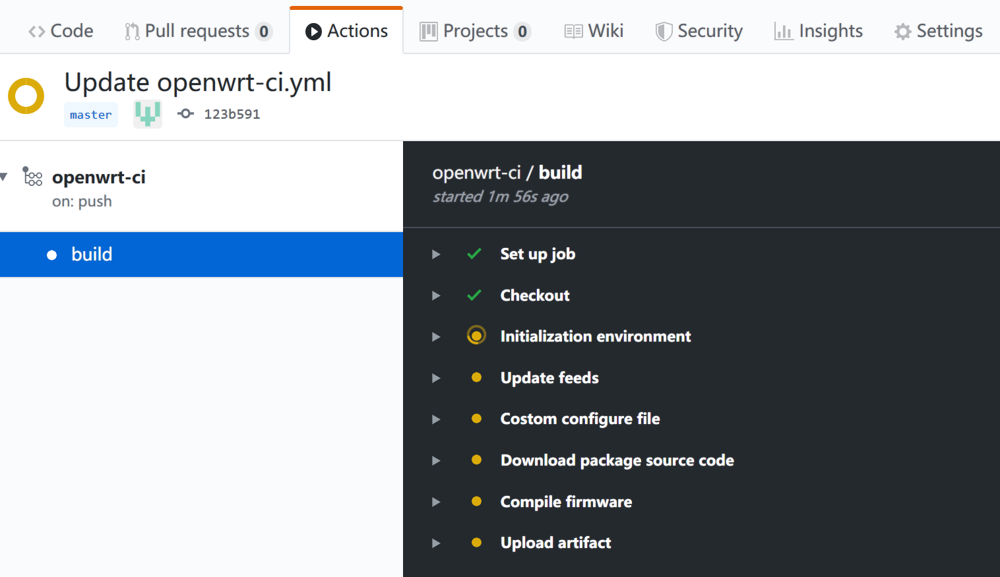 Code Pull requests 0 Actions Projects 0 Wiki Security Insights Settings
Update openwrt-ci.yml
master 123b591
openwrt-ci
on: push
build
openwrt-ci / build
started 1m 56s ago
Set up job
Checkout
Initialization environment
Update feeds
Costom configure file
Download package source code
Compile firmware
Upload artifact